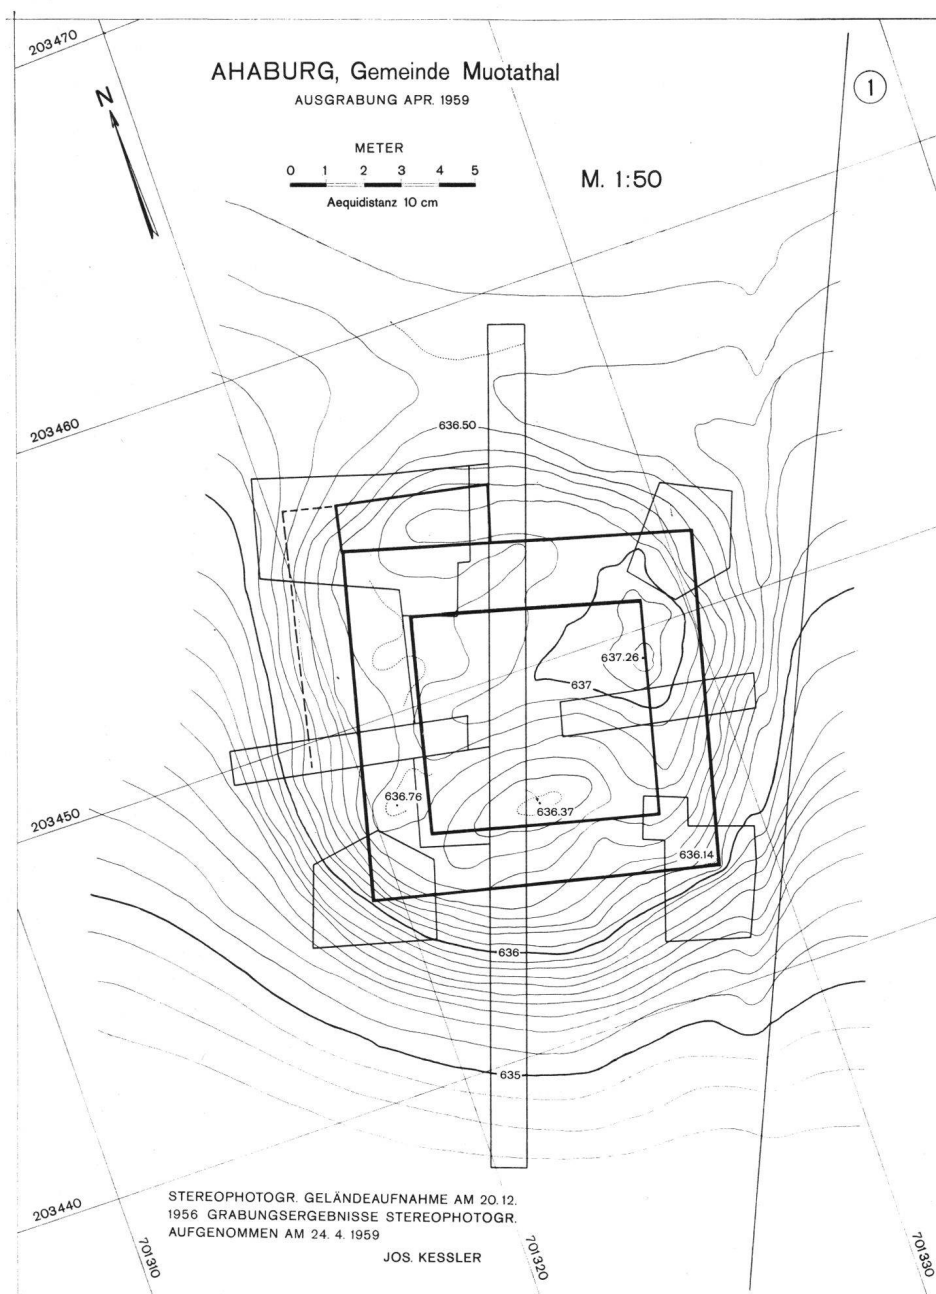 203470
AHABURG, Gemeinde Muotathal
AUSGRABUNG APR. 1959
1
N
METER
0 1 2 3 4 5
Aequidistanz 10 cm
M. 1:50
203460
636.50
637.26
637
203450
636.76
636.37
636.14
636
635
203440
STEREOPHOTOGR. GELÄNDEAUFNAHME AM 20.12.
1956 GRABUNGSERGEBNISSE STEREOPHOTOGR.
AUFGENOMMEN AM 24. 4. 1959
JOS. KESSLER
701310
701320
701330